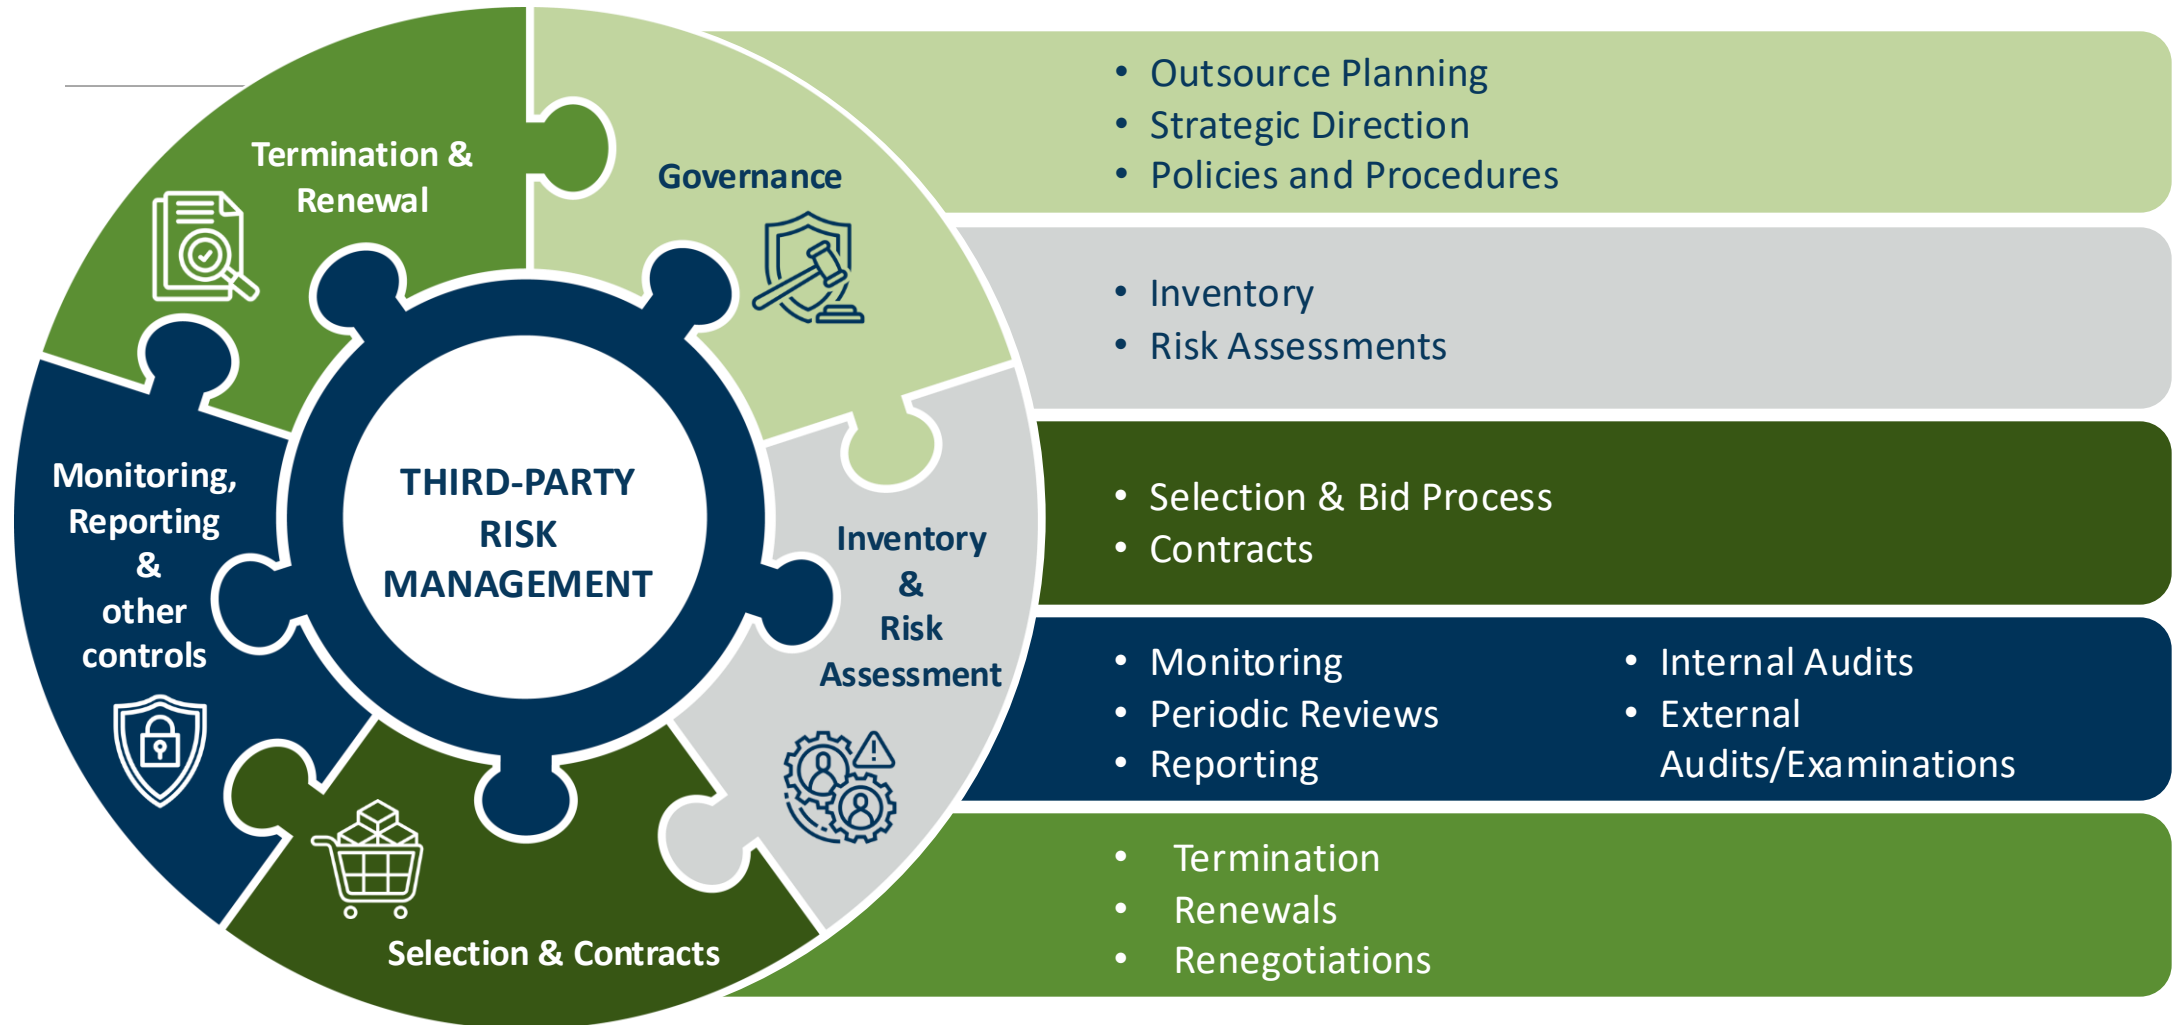 Termination &
Renewal
Governance
THIRD-PARTY
RISK
MANAGEMENT
Monitoring,
Reporting
&
other
controls
Inventory
&
Risk
Assessment
Selection & Contracts
• Outsource Planning
• Strategic Direction
• Policies and Procedures
• Inventory
• Risk Assessments
• Selection & Bid Process
• Contracts
• Monitoring
• Periodic Reviews
• Reporting
• Internal Audits
• External
Audits/Examinations
• Termination
• Renewals
• Renegotiations